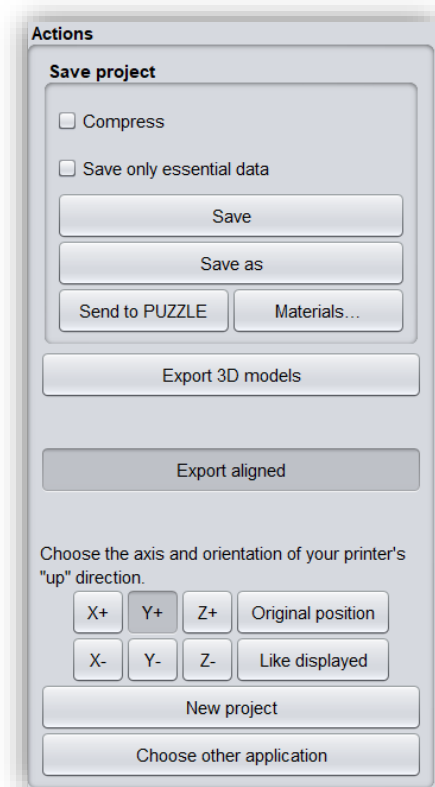 Actions
Save project
Compress
Save only essential data
Save
Save as
Send to PUZZLE Materials...
Export 3D models
Export aligned
Choose the axis and orientation of your printer's
"up" direction.
X+ Y+ Z+ Original position
X- Y- Z- Like displayed
New project
Choose other application